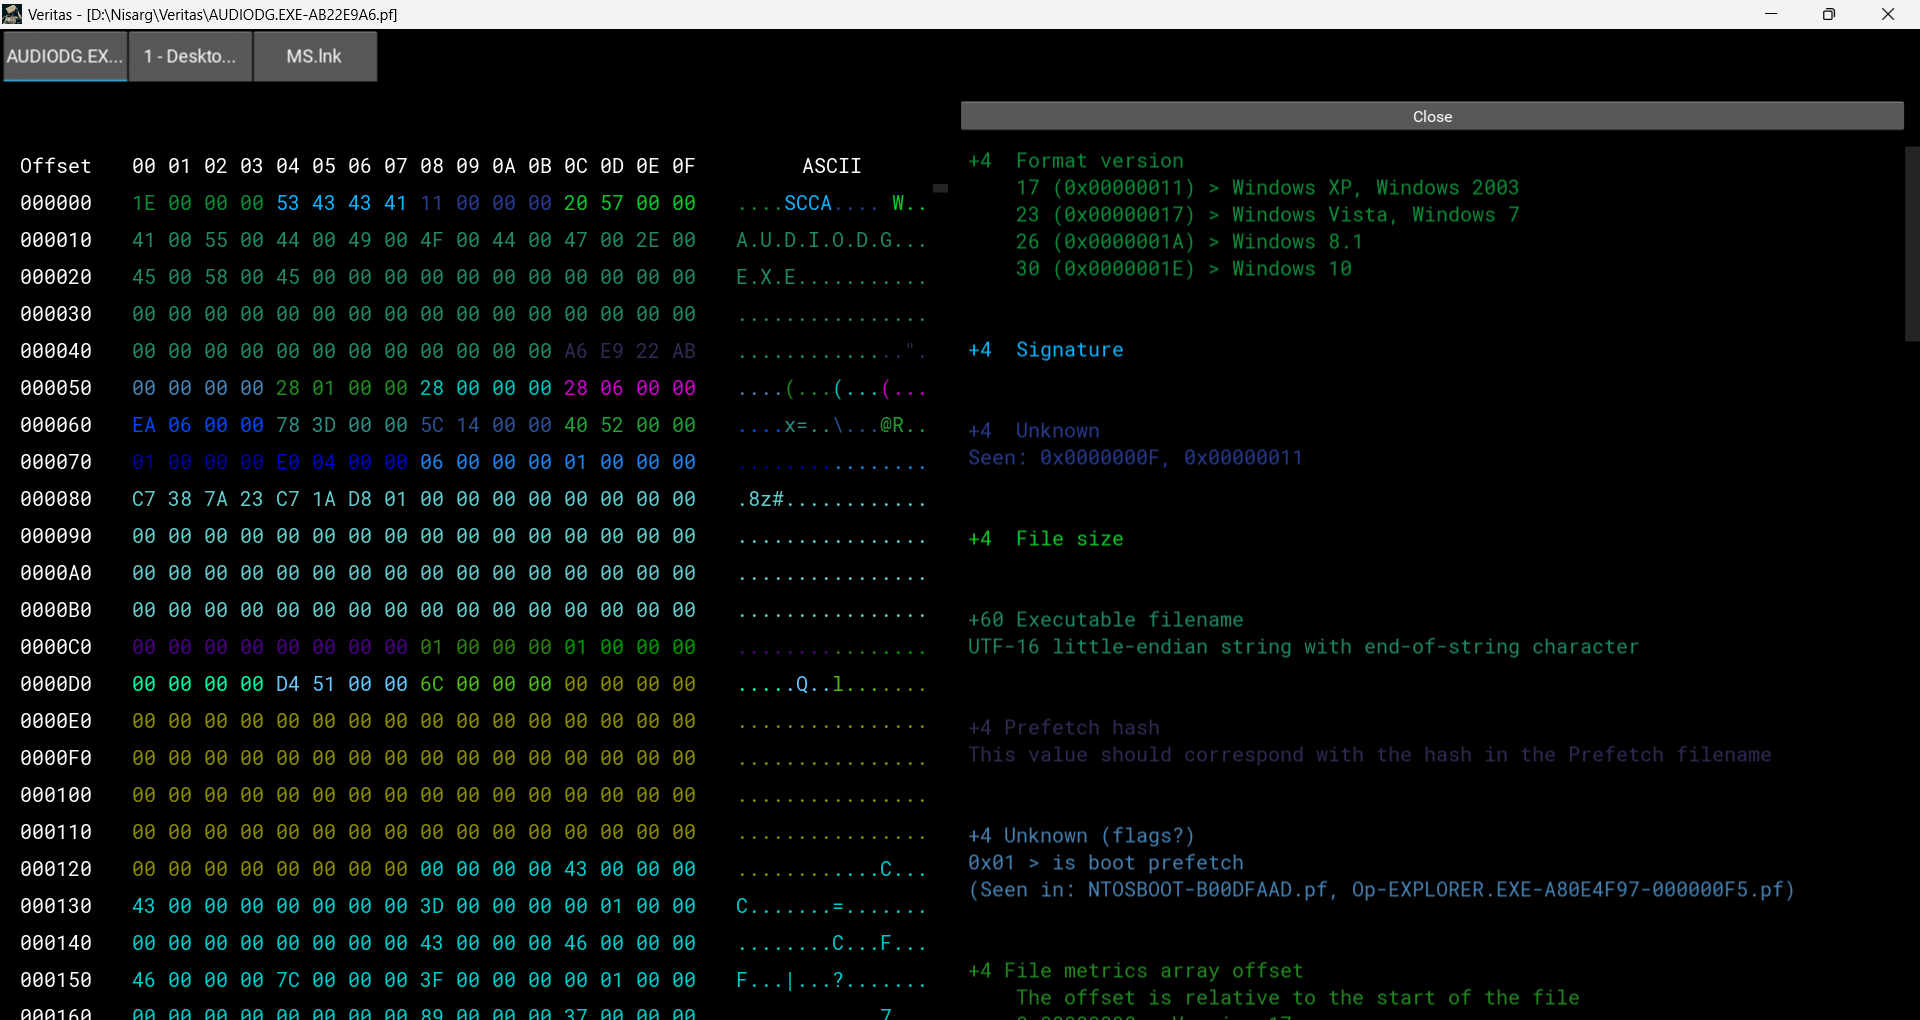 Veritas - [D:\Nisarg\Veritas\AUDIODG.EXE-AB22E9A6.pf]
AUDIODG.EX... 1 - Deskto... MS.lnk
Close
Offset 00 01 02 03 04 05 06 07 08 09 0A 0B 0C 0D 0E 0F ASCII
000000 1E 00 00 00 53 43 43 41 11 00 00 00 20 57 00 00 ....SCCA.... W..
000010 41 00 55 00 44 00 49 00 4F 00 44 00 47 00 2E 00 A.U.D.I.O.D.G...
000020 45 00 58 00 45 00 00 00 00 00 00 00 00 00 00 00 E.X.E...........
000030 00 00 00 00 00 00 00 00 00 00 00 00 00 00 00 00 ................
000040 00 00 00 00 00 00 00 00 00 00 00 00 A6 E9 22 AB ..............".
000050 00 00 00 00 28 01 00 00 28 00 00 00 28 06 00 00 ....(...(...(...
000060 EA 06 00 00 78 3D 00 00 5C 14 00 00 40 52 00 00 ....x=..\...@R..
000070 01 00 00 00 E0 04 00 00 06 00 00 00 01 00 00 00 ................
000080 C7 38 7A 23 C7 1A D8 01 00 00 00 00 00 00 00 00 .8z#............
000090 00 00 00 00 00 00 00 00 00 00 00 00 00 00 00 00 ................
0000A0 00 00 00 00 00 00 00 00 00 00 00 00 00 00 00 00 ................
0000B0 00 00 00 00 00 00 00 00 00 00 00 00 00 00 00 00 ................
0000C0 00 00 00 00 00 00 00 00 01 00 00 00 01 00 00 00 ................
0000D0 00 00 00 00 D4 51 00 00 6C 00 00 00 00 00 00 00 .....Q..l.......
0000E0 00 00 00 00 00 00 00 00 00 00 00 00 00 00 00 00 ................
0000F0 00 00 00 00 00 00 00 00 00 00 00 00 00 00 00 00 ................
000100 00 00 00 00 00 00 00 00 00 00 00 00 00 00 00 00 ................
000110 00 00 00 00 00 00 00 00 00 00 00 00 00 00 00 00 ................
000120 00 00 00 00 00 00 00 00 00 00 00 00 43 00 00 00 ............C...
000130 43 00 00 00 00 00 00 00 3D 00 00 00 00 01 00 00 C.......=.......
000140 00 00 00 00 00 00 00 00 43 00 00 00 46 00 00 00 ........C...F...
000150 46 00 00 00 7C 00 00 00 3F 00 00 00 00 01 00 00 F...|...?.......
000160 00 00 00 00 00 00 00 00 89 00 00 00 37 00 00 00 7
+4 Format version
17 (0x00000011) > Windows XP, Windows 2003
23 (0x00000017) > Windows Vista, Windows 7
26 (0x0000001A) > Windows 8.1
30 (0x0000001E) > Windows 10
+4 Signature
+4 Unknown
Seen: 0x0000000F, 0x00000011
+4 File size
+60 Executable filename
UTF-16 little-endian string with end-of-string character
+4 Prefetch hash
This value should correspond with the hash in the Prefetch filename
+4 Unknown (flags?)
0x01 > is boot prefetch
(Seen in: NTOSBOOT-B00DFAAD.pf, Op-EXPLORER.EXE-A80E4F97-000000F5.pf)
+4 File metrics array offset
The offset is relative to the start of the file